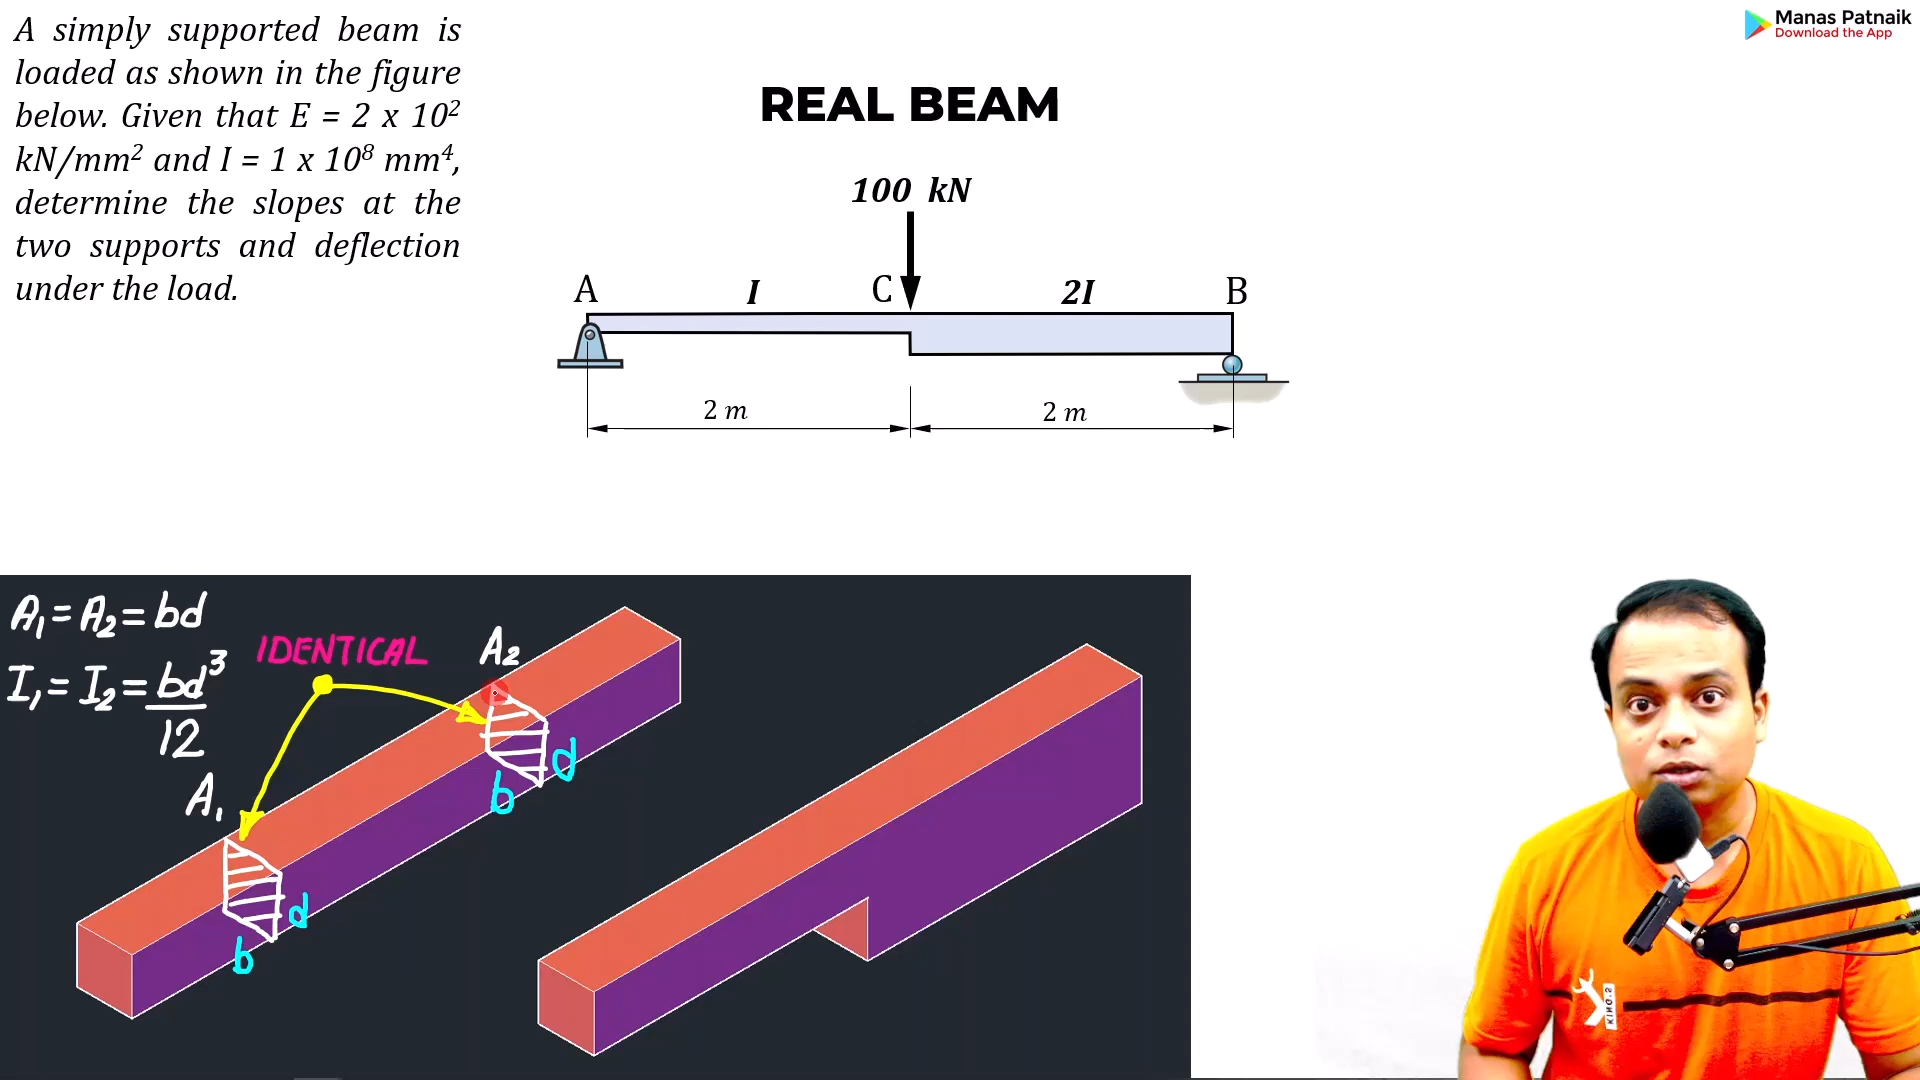 A simply supported beam is
loaded as shown in the figure
below. Given that E = 2 x 10²
kN/mm² and I = 1 x 10⁸ mm⁴,
determine the slopes at the
two supports and deflection
under the load.
Manas Patnaik
Download the App
REAL BEAM
100 kN
A I C 2I B
2 m 2 m
A₁ = A₂ = bd
I₁ = I₂ = bd³
12
IDENTICAL
A₂
b d
A₁
b d
KING.2